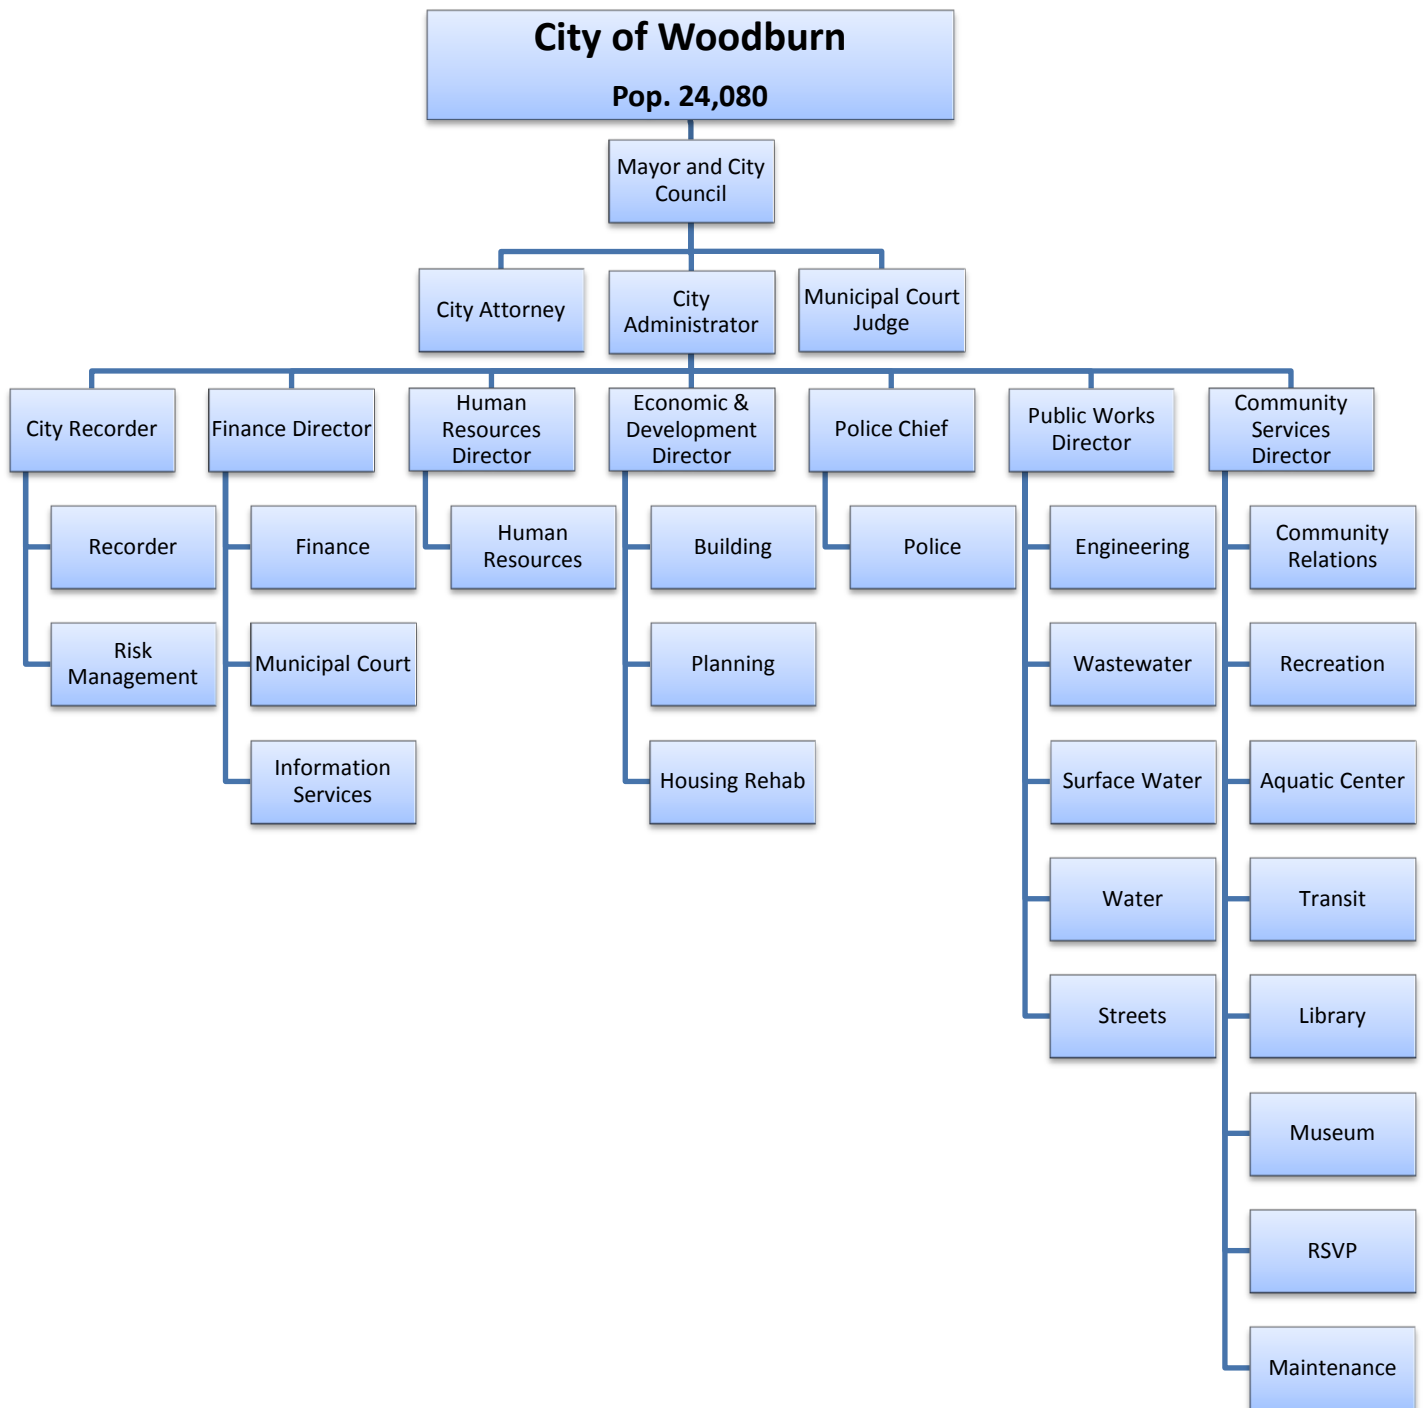 City of Woodburn
Pop. 24,080
Mayor and City
Council
City Attorney
City
Administrator
Municipal Court
Judge
City Recorder
Finance Director
Human
Resources
Director
Economic &
Development
Director
Police Chief
Public Works
Director
Community
Services
Director
Recorder
Risk
Management
Finance
Municipal Court
Information
Services
Human
Resources
Building
Planning
Housing Rehab
Police
Engineering
Wastewater
Surface Water
Water
Streets
Community
Relations
Recreation
Aquatic Center
Transit
Library
Museum
RSVP
Maintenance